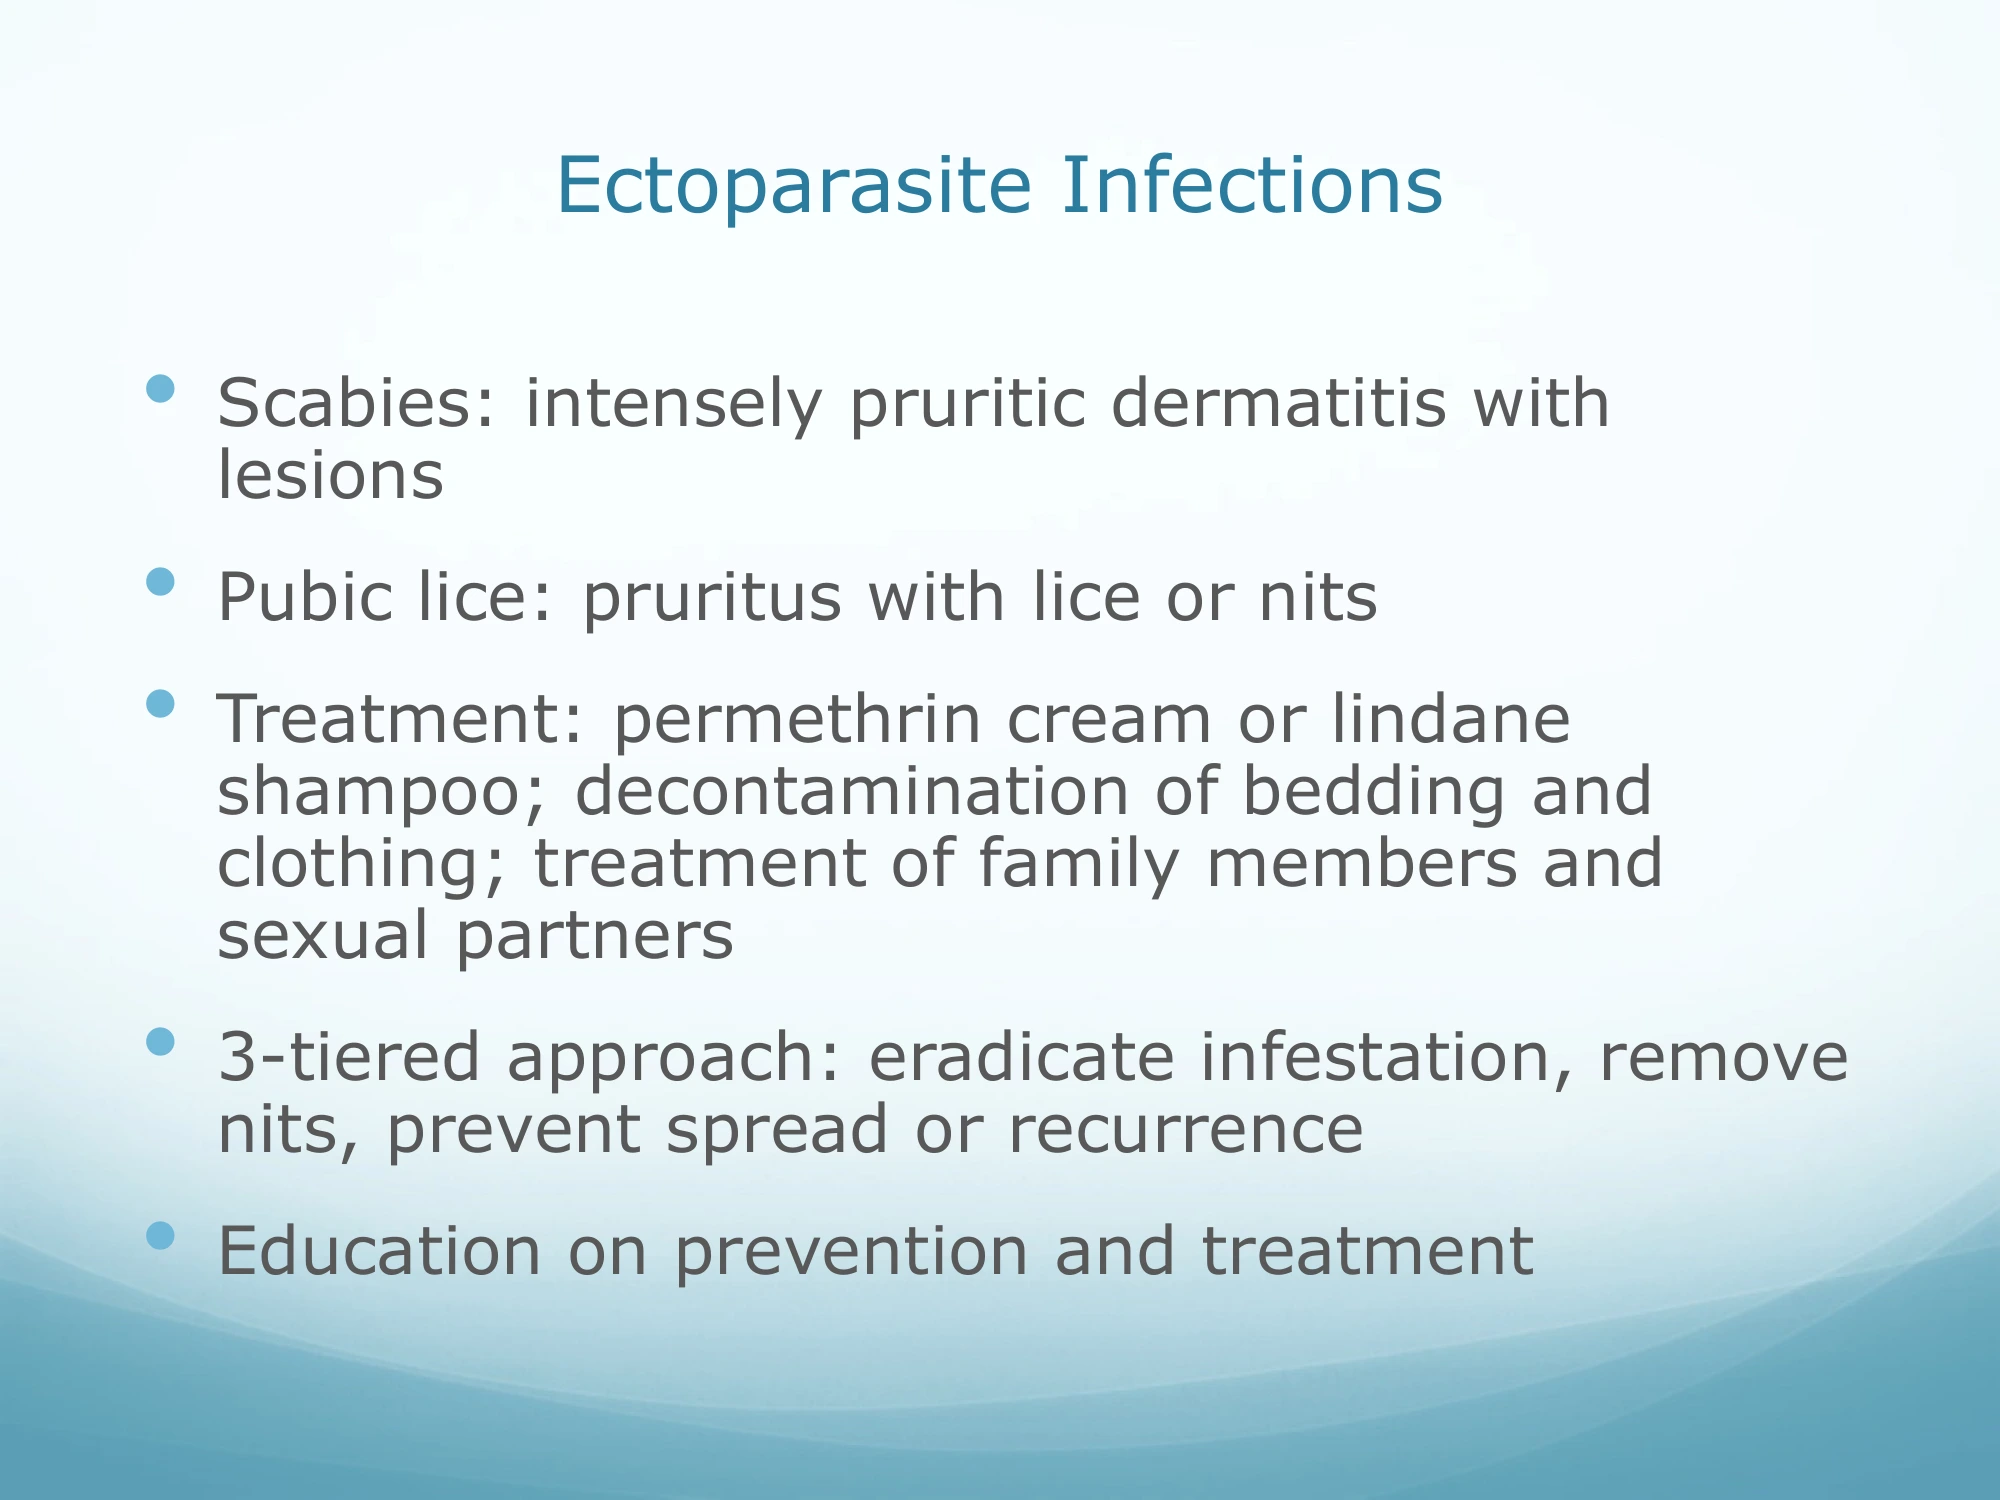 Ectoparasite Infections
• Scabies: intensely pruritic dermatitis with
lesions
• Pubic lice: pruritus with lice or nits
• Treatment: permethrin cream or lindane
shampoo; decontamination of bedding and
clothing; treatment of family members and
sexual partners
• 3-tiered approach: eradicate infestation, remove
nits, prevent spread or recurrence
• Education on prevention and treatment